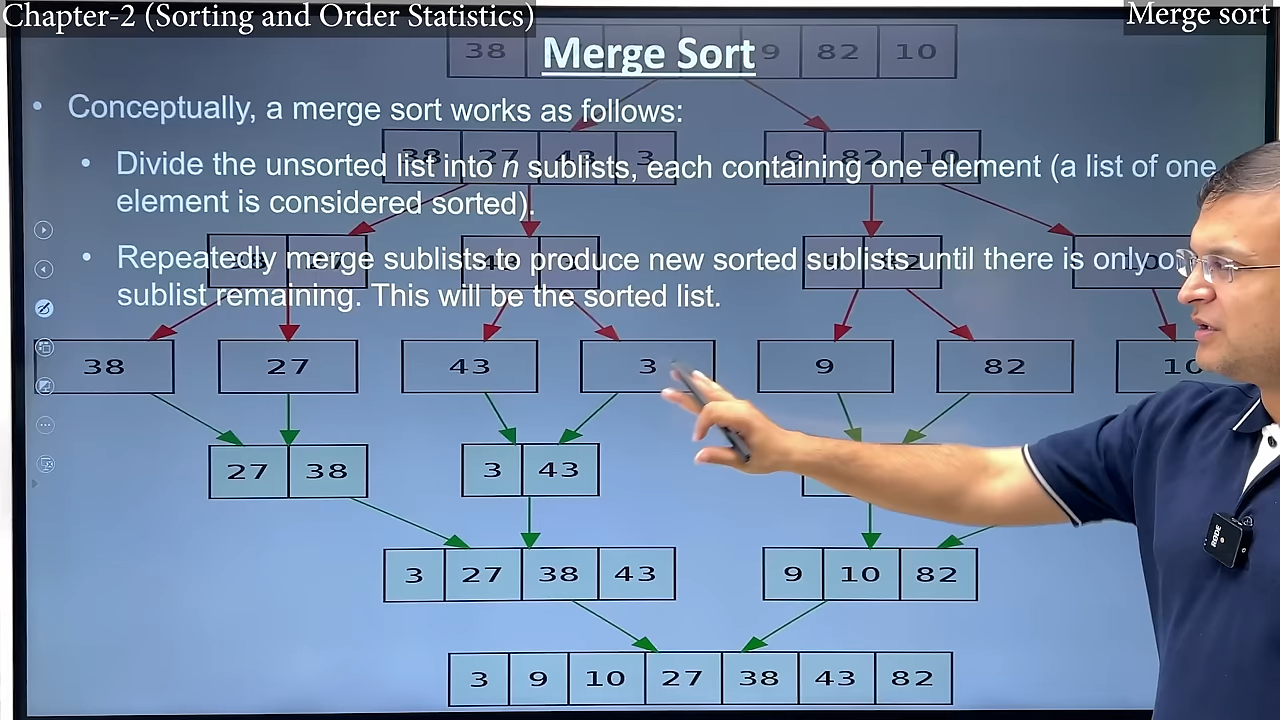 Chapter-2 (Sorting and Order Statistics)
Merge sort
Merge Sort
38 9 82 10
• Conceptually, a merge sort works as follows:
38 27 43 3 9 82 10
• Divide the unsorted list into n sublists, each containing one element (a list of one
element is considered sorted).
• Repeatedly merge sublists to produce new sorted sublists until there is only
sublist remaining. This will be the sorted list.
38 27 43 3 9 82 10
27 38 3 43
3 27 38 43 9 10 82
3 9 10 27 38 43 82
RODE